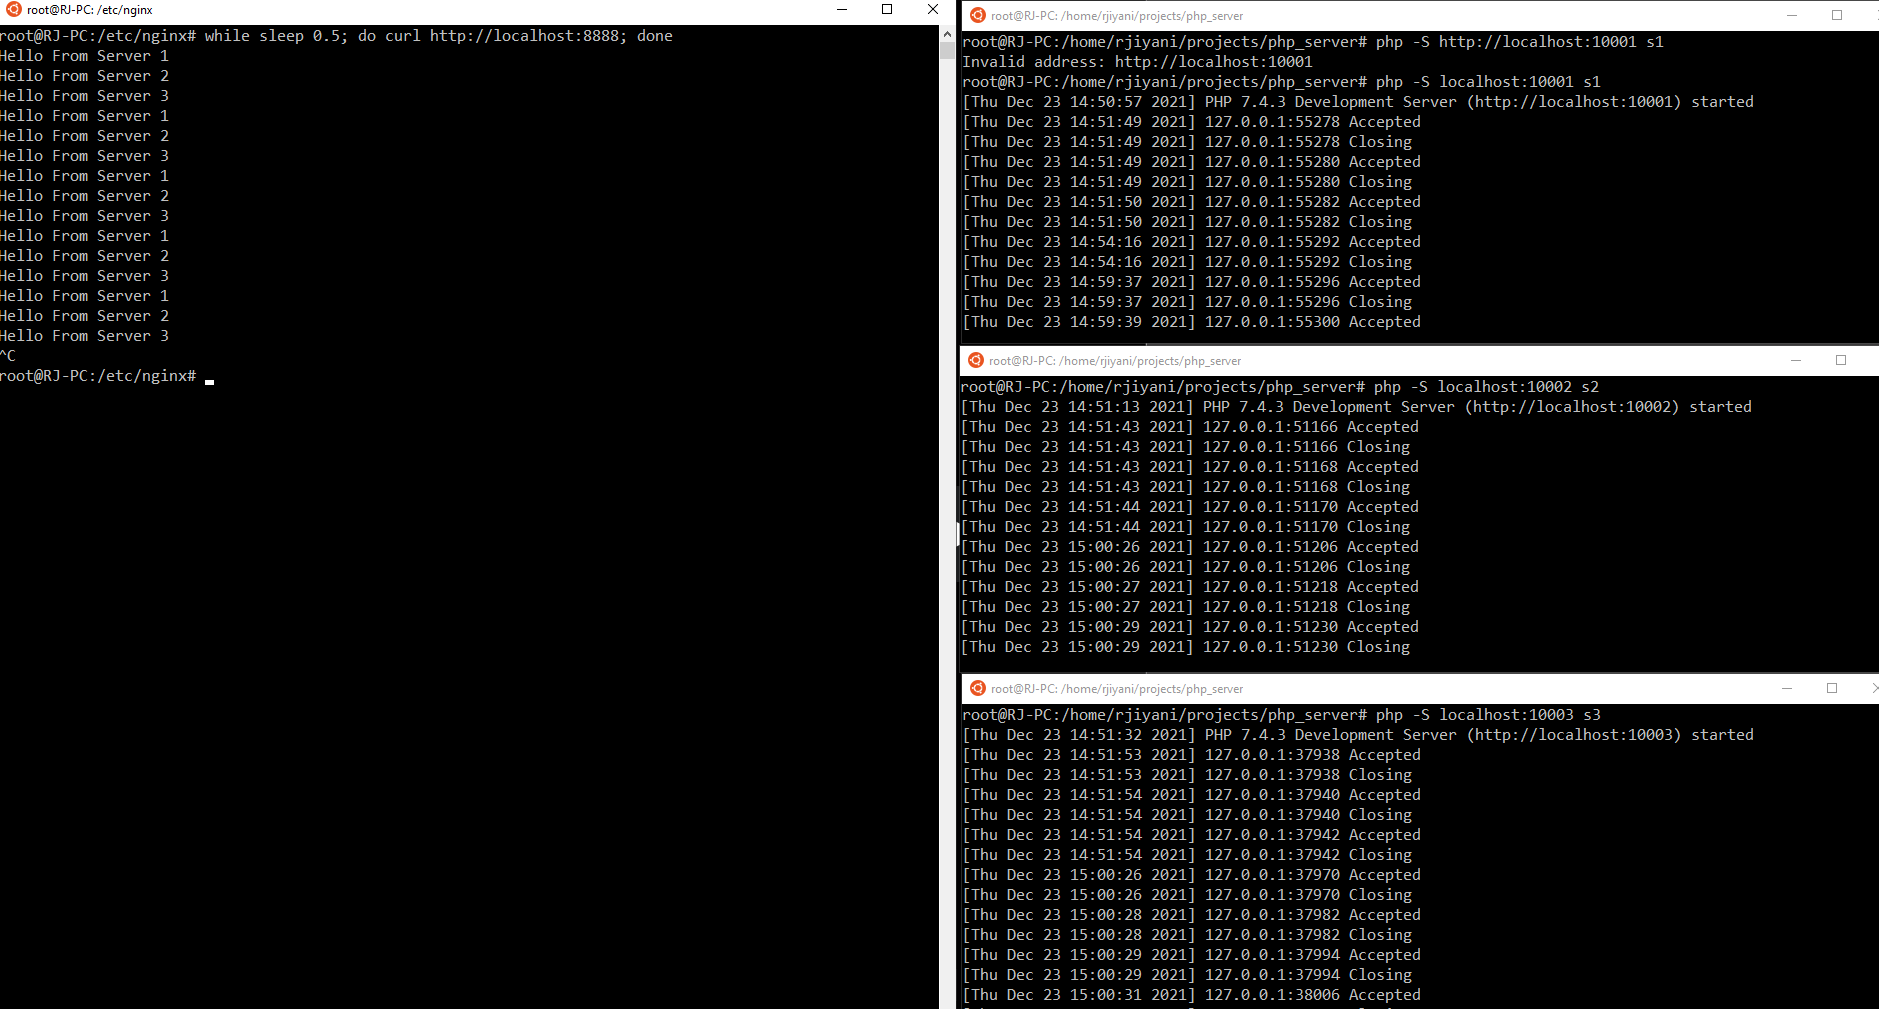 root@RJ-PC: /etc/nginx
root@RJ-PC:/etc/nginx# while sleep 0.5; do curl http://localhost:8888; done
Hello From Server 1
Hello From Server 2
Hello From Server 3
Hello From Server 1
Hello From Server 2
Hello From Server 3
Hello From Server 1
Hello From Server 2
Hello From Server 3
Hello From Server 1
Hello From Server 2
Hello From Server 3
Hello From Server 1
Hello From Server 2
Hello From Server 3
^C
root@RJ-PC:/etc/nginx#
root@RJ-PC: /home/rjiyani/projects/php_server
root@RJ-PC:/home/rjiyani/projects/php_server# php -S http://localhost:10001 s1
Invalid address: http://localhost:10001
root@RJ-PC:/home/rjiyani/projects/php_server# php -S localhost:10001 s1
[Thu Dec 23 14:50:57 2021] PHP 7.4.3 Development Server (http://localhost:10001) started
[Thu Dec 23 14:51:49 2021] 127.0.0.1:55278 Accepted
[Thu Dec 23 14:51:49 2021] 127.0.0.1:55278 Closing
[Thu Dec 23 14:51:49 2021] 127.0.0.1:55280 Accepted
[Thu Dec 23 14:51:49 2021] 127.0.0.1:55280 Closing
[Thu Dec 23 14:51:50 2021] 127.0.0.1:55282 Accepted
[Thu Dec 23 14:51:50 2021] 127.0.0.1:55282 Closing
[Thu Dec 23 14:54:16 2021] 127.0.0.1:55292 Accepted
[Thu Dec 23 14:54:16 2021] 127.0.0.1:55292 Closing
[Thu Dec 23 14:59:37 2021] 127.0.0.1:55296 Accepted
[Thu Dec 23 14:59:37 2021] 127.0.0.1:55296 Closing
[Thu Dec 23 14:59:39 2021] 127.0.0.1:55300 Accepted
root@RJ-PC: /home/rjiyani/projects/php_server
root@RJ-PC:/home/rjiyani/projects/php_server# php -S localhost:10002 s2
[Thu Dec 23 14:51:13 2021] PHP 7.4.3 Development Server (http://localhost:10002) started
[Thu Dec 23 14:51:43 2021] 127.0.0.1:51166 Accepted
[Thu Dec 23 14:51:43 2021] 127.0.0.1:51166 Closing
[Thu Dec 23 14:51:43 2021] 127.0.0.1:51168 Accepted
[Thu Dec 23 14:51:43 2021] 127.0.0.1:51168 Closing
[Thu Dec 23 14:51:44 2021] 127.0.0.1:51170 Accepted
[Thu Dec 23 14:51:44 2021] 127.0.0.1:51170 Closing
[Thu Dec 23 15:00:26 2021] 127.0.0.1:51206 Accepted
[Thu Dec 23 15:00:26 2021] 127.0.0.1:51206 Closing
[Thu Dec 23 15:00:27 2021] 127.0.0.1:51218 Accepted
[Thu Dec 23 15:00:27 2021] 127.0.0.1:51218 Closing
[Thu Dec 23 15:00:29 2021] 127.0.0.1:51230 Accepted
[Thu Dec 23 15:00:29 2021] 127.0.0.1:51230 Closing
root@RJ-PC: /home/rjiyani/projects/php_server
root@RJ-PC:/home/rjiyani/projects/php_server# php -S localhost:10003 s3
[Thu Dec 23 14:51:32 2021] PHP 7.4.3 Development Server (http://localhost:10003) started
[Thu Dec 23 14:51:53 2021] 127.0.0.1:37938 Accepted
[Thu Dec 23 14:51:53 2021] 127.0.0.1:37938 Closing
[Thu Dec 23 14:51:54 2021] 127.0.0.1:37940 Accepted
[Thu Dec 23 14:51:54 2021] 127.0.0.1:37940 Closing
[Thu Dec 23 14:51:54 2021] 127.0.0.1:37942 Accepted
[Thu Dec 23 14:51:54 2021] 127.0.0.1:37942 Closing
[Thu Dec 23 15:00:26 2021] 127.0.0.1:37970 Accepted
[Thu Dec 23 15:00:26 2021] 127.0.0.1:37970 Closing
[Thu Dec 23 15:00:28 2021] 127.0.0.1:37982 Accepted
[Thu Dec 23 15:00:28 2021] 127.0.0.1:37982 Closing
[Thu Dec 23 15:00:29 2021] 127.0.0.1:37994 Accepted
[Thu Dec 23 15:00:29 2021] 127.0.0.1:37994 Closing
[Thu Dec 23 15:00:31 2021] 127.0.0.1:38006 Accepted